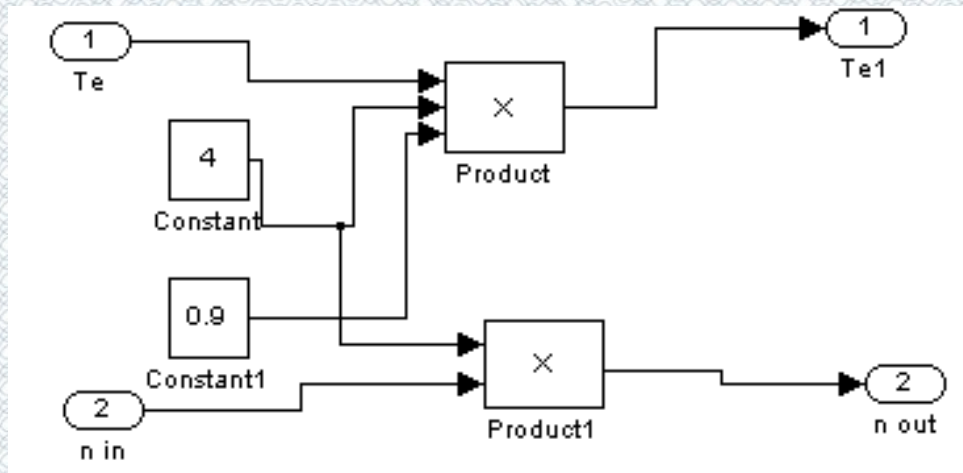 1
Te
1
Te1
×
Product
4
Constant
0.9
Constant1
×
Product1
2
n in
2
n out